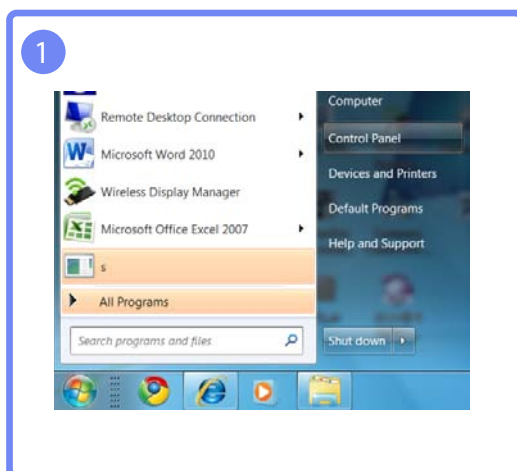 1
Remote Desktop Connection
Microsoft Word 2010
Wireless Display Manager
Microsoft Office Excel 2007
s
All Programs
Search programs and files
Computer
Control Panel
Devices and Printers
Default Programs
Help and Support
Shut down